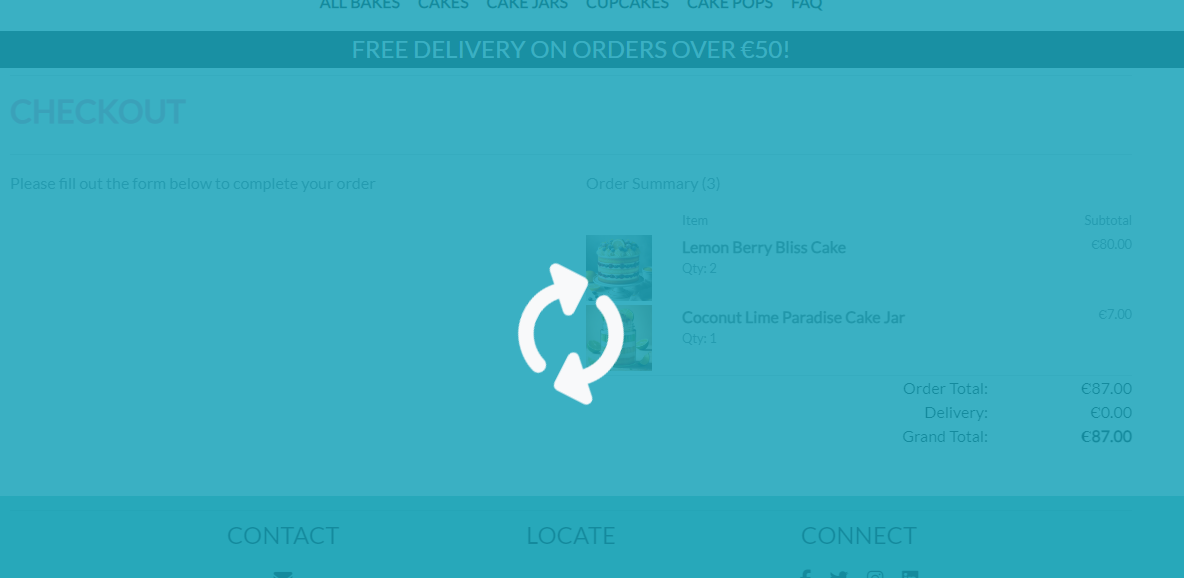 ALL BAKES CAKES CAKE JARS CUPCAKES CAKE POPS FAQ
FREE DELIVERY ON ORDERS OVER €50!
CHECKOUT
Please fill out the form below to complete your order
Order Summary (3)
Item Subtotal
Lemon Berry Bliss Cake €80.00
Qty: 2
Coconut Lime Paradise Cake Jar €7.00
Qty: 1
Order Total: €87.00
Delivery: €0.00
Grand Total: €87.00
CONTACT LOCATE CONNECT